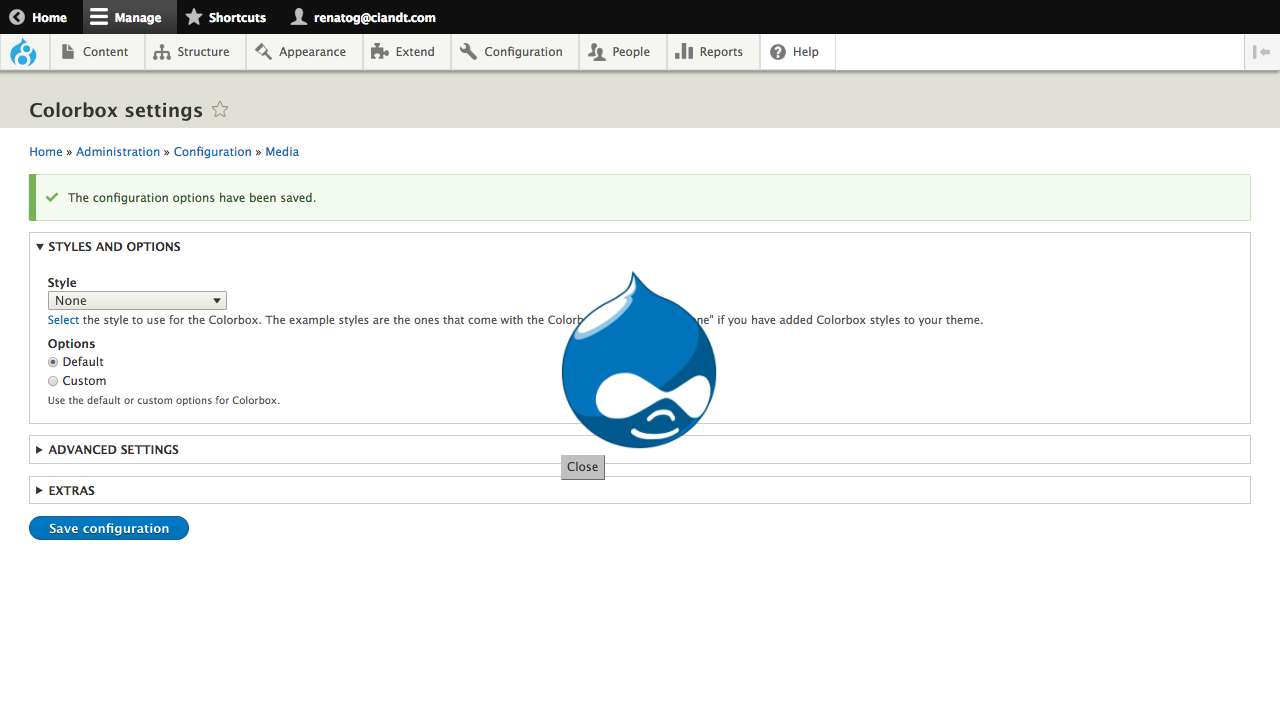 Home Manage Shortcuts renatog@ciandt.com
Content Structure Appearance Extend Configuration People Reports Help
Colorbox settings
Home » Administration » Configuration » Media
The configuration options have been saved.
STYLES AND OPTIONS
Style
None
Select the style to use for the Colorbox. The example styles are the ones that come with the if you have added Colorbox styles to your theme.
Options
Default
Custom
Use the default or custom options for Colorbox.
ADVANCED SETTINGS
Close
EXTRAS
Save configuration